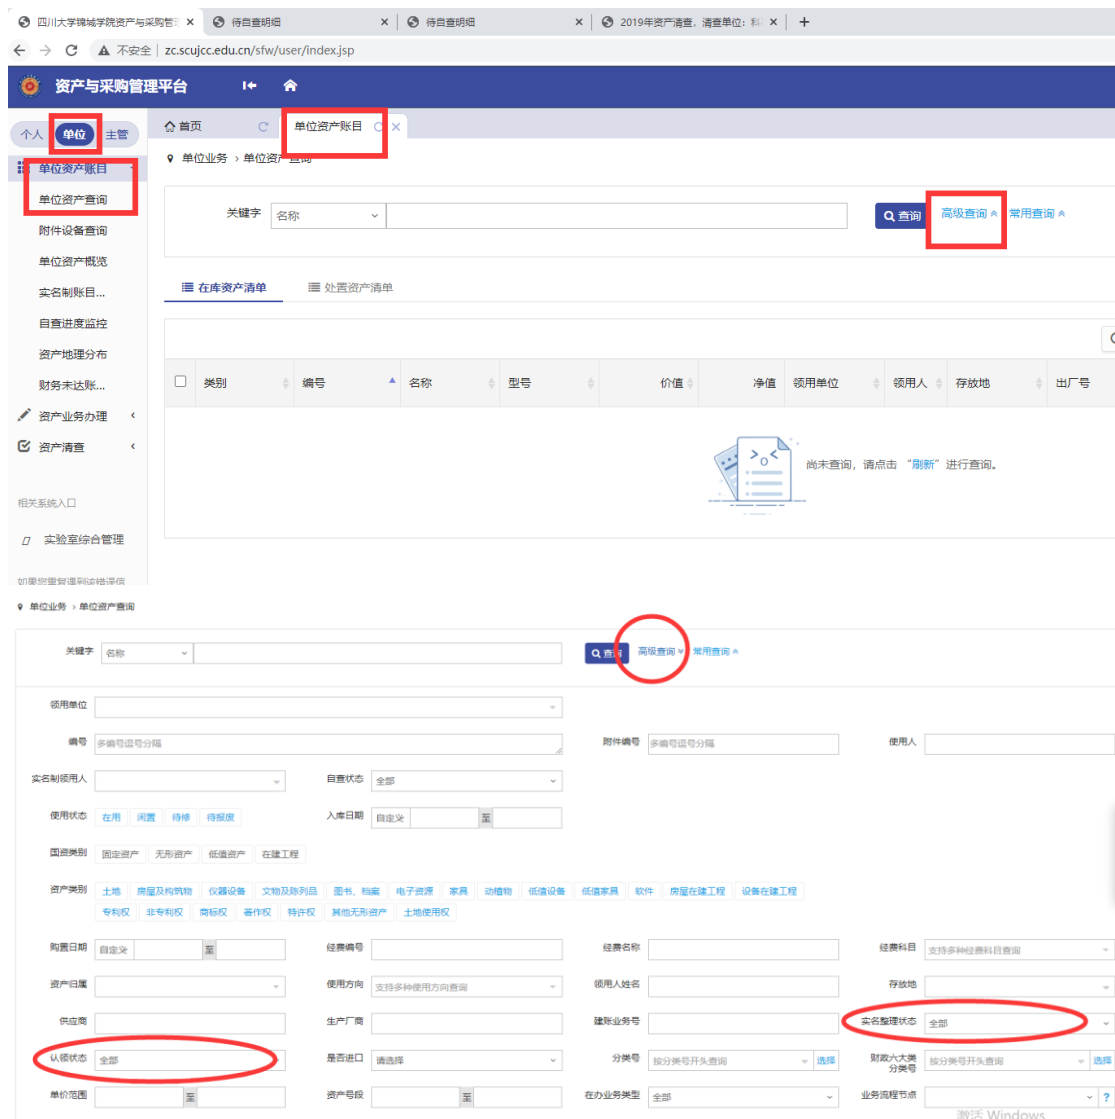 四川大学锦城学院资产与采购管 待自查明细 待自查明细 2019年资产清查，清查单位：科
不安全 | zc.scujcc.edu.cn/sfw/user/index.jsp
资产与采购管理平台
个人 单位 主管 首页 单位资产账目
单位业务 › 单位资产查询
单位资产账目
单位资产查询
附件设备查询
单位资产概览
实名制账目...
自查进度监控
资产地理分布
财务未达账...
资产业务办理
资产清查
相关系统入口
实验室综合管理
如果您重复遇到该错误信
关键字 名称 查询 高级查询 常用查询
在库资产清单 处置资产清单
类别 编号 名称 型号 价值 净值 领用单位 领用人 存放地 出厂号
尚未查询，请点击 “刷新” 进行查询。
单位业务 › 单位资产查询
关键字 名称 查询 高级查询 常用查询
领用单位
编号 多编号逗号分隔 附件编号 多编号逗号分隔 使用人
实名制领用人 自查状态 全部
使用状态 在用 闲置 待修 待报废 入库日期 自定义 至
国资类别 固定资产 无形资产 低值资产 在建工程
资产类别 土地 房屋及构筑物 仪器设备 文物及陈列品 图书、档案 电子资源 家具 动植物 低值设备 低值家具 软件 房屋在建工程 设备在建工程
专利权 非专利权 商标权 著作权 特许权 其他无形资产 土地使用权
购置日期 自定义 至 经费编号 经费名称 经费科目 支持多种经费科目查询
资产归属 使用方向 支持多种使用方向查询 领用人姓名 存放地
供应商 生产厂商 建账业务号 实名整理状态 全部
认领状态 全部 是否进口 请选择 分类号 按分类号开头查询 选择 财政六大类分类号 按分类号开头查询 选择
单价范围 至 资产号段 至 在办业务类型 全部 业务流程节点 ?
激活 Windows